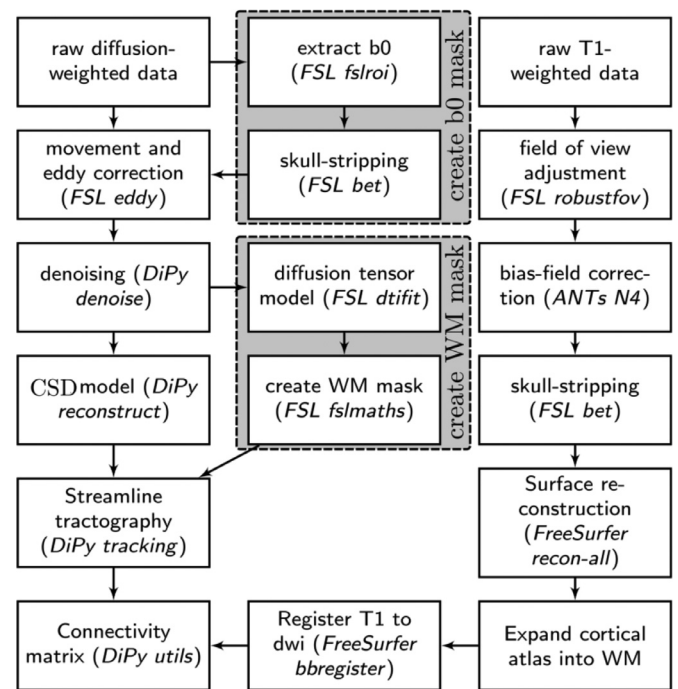 raw diffusion-
weighted data
extract b0
(FSL fslroi)
create b0 mask
raw T1-
weighted data
movement and
eddy correction
(FSL eddy)
skull-stripping
(FSL bet)
field of view
adjustment
(FSL robustfov)
denoising (DiPy
denoise)
diffusion tensor
model (FSL dtifit)
create WM mask
bias-field correc-
tion (ANTs N4)
CSD model (DiPy
reconstruct)
create WM mask
(FSL fslmaths)
skull-stripping
(FSL bet)
Streamline
tractography
(DiPy tracking)
Surface re-
construction
(FreeSurfer
recon-all)
Connectivity
matrix (DiPy utils)
Register T1 to
dwi (FreeSurfer
bbregister)
Expand cortical
atlas into WM